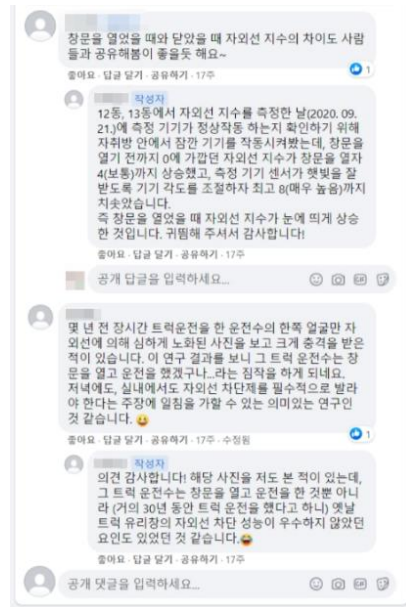 창문을 열었을 때와 닫았을 때 자외선 지수의 차이도 사람
들과 공유해봄이 좋을듯 해요~
좋아요 · 답글 달기 · 공유하기 · 17주
1
작성자
12동, 13동에서 자외선 지수를 측정한 날(2020. 09.
21.)에 측정 기기가 정상작동 하는지 확인하기 위해
자취방 안에서 잠깐 기기를 작동시켜봤는데, 창문을
열기 전까지 0에 가깝던 자외선 지수가 창문을 열자
4(보통)까지 상승했고, 측정 기기 센서가 햇빛을 잘
받도록 기기 각도를 조절하자 최고 8(매우 높음)까지
치솟았습니다.
즉 창문을 열었을 때 자외선 지수가 눈에 띄게 상승
한 것입니다. 귀띔해 주셔서 감사합니다!
좋아요 · 답글 달기 · 공유하기 · 17주
공개 답글을 입력하세요...
몇 년 전 장시간 트럭운전을 한 운전수의 한쪽 얼굴만 자
외선에 의해 심하게 노화된 사진을 보고 크게 충격을 받은
적이 있습니다. 이 연구 결과를 보니 그 트럭 운전수는 창
문을 열고 운전을 했겠구나...라는 짐작을 하게 되네요.
저녁에도, 실내에서도 자외선 차단제를 필수적으로 발라
야 한다는 주장에 일침을 가할 수 있는 의미있는 연구인
것 같습니다. 😃
좋아요 · 답글 달기 · 공유하기 · 17주 · 수정됨
1
작성자
의견 감사합니다! 해당 사진을 저도 본 적이 있는데,
그 트럭 운전수는 창문을 열고 운전을 한 것뿐 아니
라 (거의 30년 동안 트럭 운전을 했다고 하니) 옛날
트럭 유리창의 자외선 차단 성능이 우수하지 않았던
요인도 있었던 것 같습니다.😂
좋아요 · 답글 달기 · 공유하기 · 17주
공개 댓글을 입력하세요...